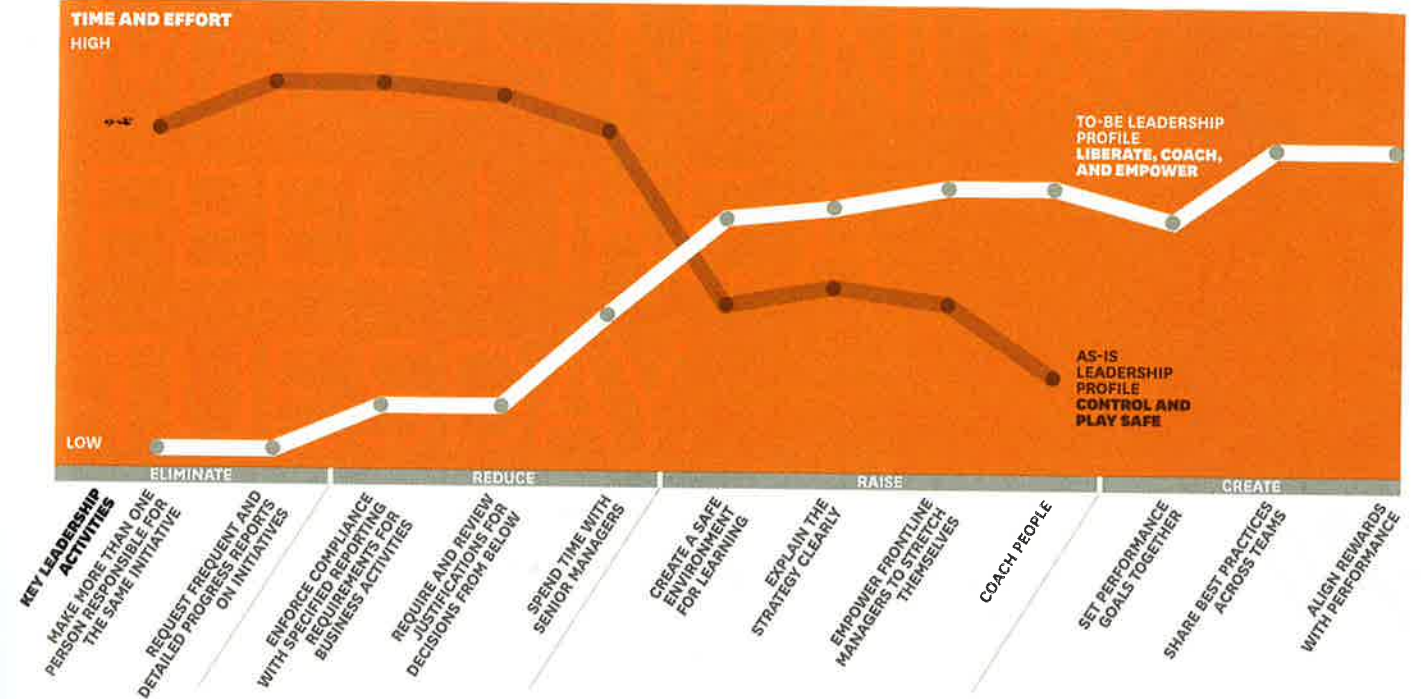 TIME AND EFFORT
HIGH
TO-BE LEADERSHIP
PROFILE
LIBERATE, COACH,
AND EMPOWER
AS-IS
LEADERSHIP
PROFILE
CONTROL AND
PLAY SAFE
LOW
ELIMINATE
REDUCE
RAISE
CREATE
KEY LEADERSHIP
ACTIVITIES
MAKE MORE THAN ONE
PERSON RESPONSIBLE FOR
THE SAME INITIATIVE
REQUEST FREQUENT AND
DETAILED PROGRESS REPORTS
ON INITIATIVES
ENFORCE COMPLIANCE
WITH SPECIFIED REPORTING
REQUIREMENTS FOR
BUSINESS ACTIVITIES
REQUIRE AND REVIEW
JUSTIFICATIONS FOR
DECISIONS FROM BELOW
SPEND TIME WITH
SENIOR MANAGERS
CREATE A SAFE
ENVIRONMENT
FOR LEARNING
EXPLAIN THE
STRATEGY CLEARLY
EMPOWER FRONTLINE
MANAGERS TO STRETCH
THEMSELVES
COACH PEOPLE
SET PERFORMANCE
GOALS TOGETHER
SHARE BEST PRACTICES
ACROSS TEAMS
ALIGN REWARDS
WITH PERFORMANCE